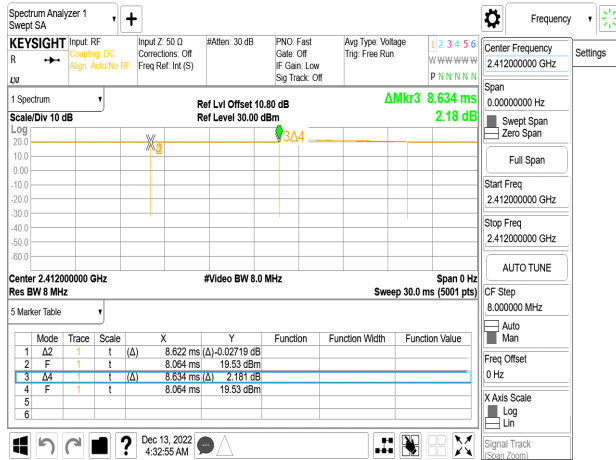 Spectrum Analyzer 1
Swept SA
Frequency
Settings
KEYSIGHT
R
LXI
Input: RF
Coupling: DC
Align: Auto/No RF
Input Z: 50 Ω
Corrections: Off
Freq Ref: Int (S)
#Atten: 30 dB
PNO: Fast
Gate: Off
IF Gain: Low
Sig Track: Off
Avg Type: Voltage
Trig: Free Run
1 2 3 4 5 6
W W W W W W
P N N N N N
1 Spectrum
Scale/Div 10 dB
Ref Lvl Offset 10.80 dB
Ref Level 30.00 dBm
ΔMkr3 8.634 ms
2.18 dB
Log
20.0
10.0
0.00
-10.0
-20.0
-30.0
-40.0
-50.0
-60.0
2
3Δ4
Center 2.412000000 GHz
Res BW 8 MHz
#Video BW 8.0 MHz
Span 0 Hz
Sweep 30.0 ms (5001 pts)
5 Marker Table
Mode Trace Scale X Y Function Function Width Function Value
1 Δ2 1 t (Δ) 8.622 ms (Δ) -0.02719 dB
2 F 1 t 8.064 ms 19.53 dBm
3 Δ4 1 t (Δ) 8.634 ms (Δ) 2.181 dB
4 F 1 t 8.064 ms 19.53 dBm
5
6
Dec 13, 2022
4:32:55 AM
Center Frequency
2.412000000 GHz
Span
0.00000000 Hz
Swept Span
Zero Span
Full Span
Start Freq
2.412000000 GHz
Stop Freq
2.412000000 GHz
AUTO TUNE
CF Step
8.000000 MHz
Auto
Man
Freq Offset
0 Hz
X Axis Scale
Log
Lin
Signal Track
(Span Zoom)